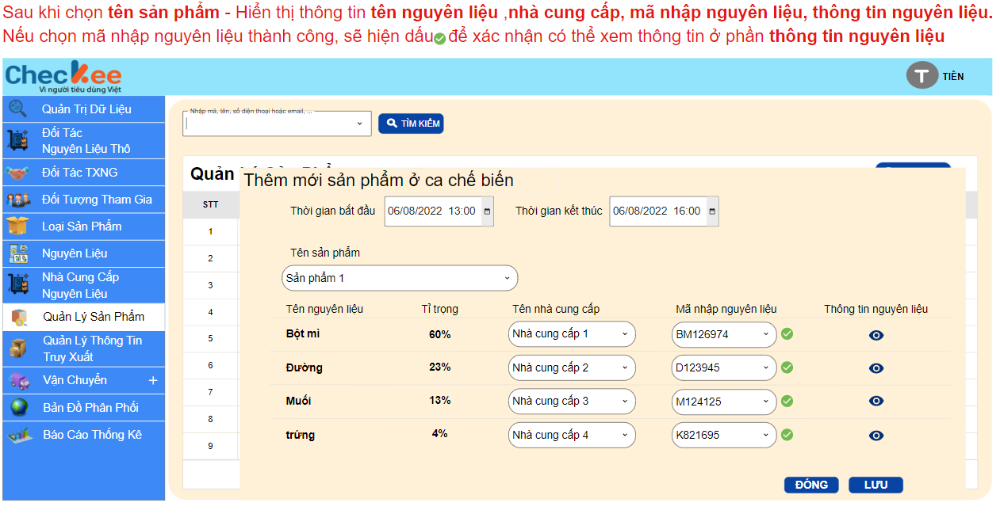 Sau khi chọn tên sản phẩm - Hiển thị thông tin tên nguyên liệu ,nhà cung cấp, mã nhập nguyên liệu, thông tin nguyên liệu.
Nếu chọn mã nhập nguyên liệu thành công, sẽ hiện dấu để xác nhận có thể xem thông tin ở phần thông tin nguyên liệu
Checkee
Vì người tiêu dùng Việt
T TIÊN
Quản Trị Dữ Liệu
Đối Tác
Nguyên Liệu Thô
Đối Tác TXNG
Đối Tượng Tham Gia
Loại Sản Phẩm
Nguyên Liệu
Nhà Cung Cấp
Nguyên Liệu
Quản Lý Sản Phẩm
Quản Lý Thông Tin
Truy Xuất
Vận Chuyển +
Bản Đồ Phân Phối
Báo Cáo Thống Kê
Nhập mã, tên, số điện thoại hoặc email, ...
TÌM KIẾM
Quản
STT
1
2
3
4
5
6
7
8
9
Thêm mới sản phẩm ở ca chế biến
Thời gian bắt đầu 06/08/2022 13:00 Thời gian kết thúc 06/08/2022 16:00
Tên sản phẩm
Sản phẩm 1
Tên nguyên liệu Tỉ trọng Tên nhà cung cấp Mã nhập nguyên liệu Thông tin nguyên liệu
Bột mì 60% Nhà cung cấp 1 BM126974
Đường 23% Nhà cung cấp 2 D123945
Muối 13% Nhà cung cấp 3 M124125
trứng 4% Nhà cung cấp 4 K821695
ĐÓNG LƯU